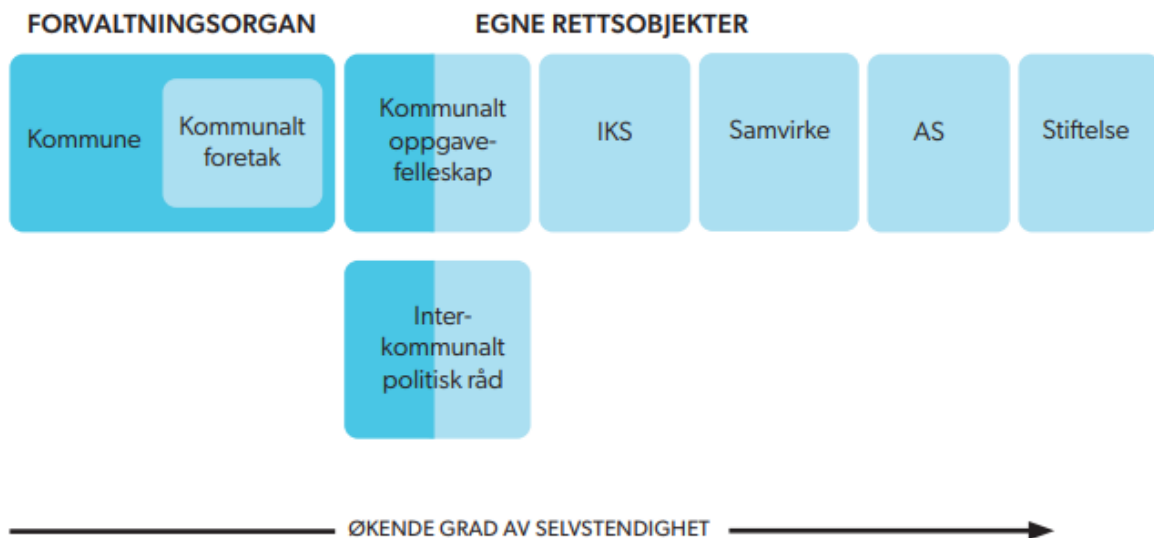 FORVALTNINGSORGAN
EGNE RETTSOBJEKTER
Kommune
Kommunalt
foretak
Kommunalt
oppgave-
felleskap
IKS
Samvirke
AS
Stiftelse
Inter-
kommunalt
politisk råd
ØKENDE GRAD AV SELVSTENDIGHET